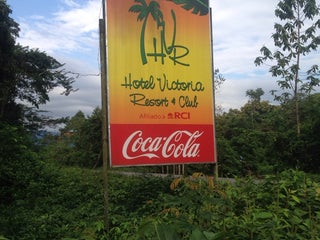 HVR
Hotel Victoria
Resort & Club
Afiliado a RCI
Coca-Cola